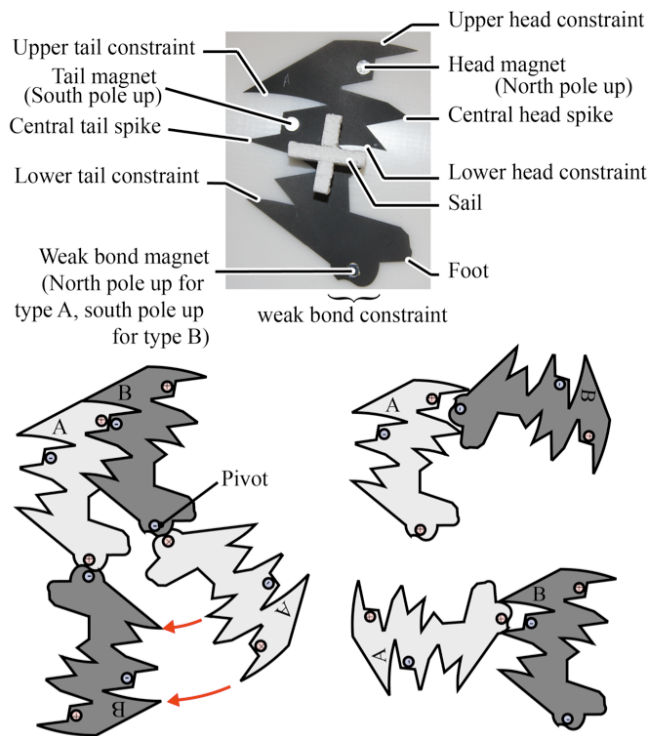 Upper head constraint
Upper tail constraint
Tail magnet
(South pole up)
Head magnet
(North pole up)
Central tail spike
Central head spike
Lower head constraint
Lower tail constraint
Sail
Weak bond magnet
(North pole up for
type A, south pole up
for type B)
Foot
weak bond constraint
A
B
A
A
B
Pivot
A
B
B
A
B